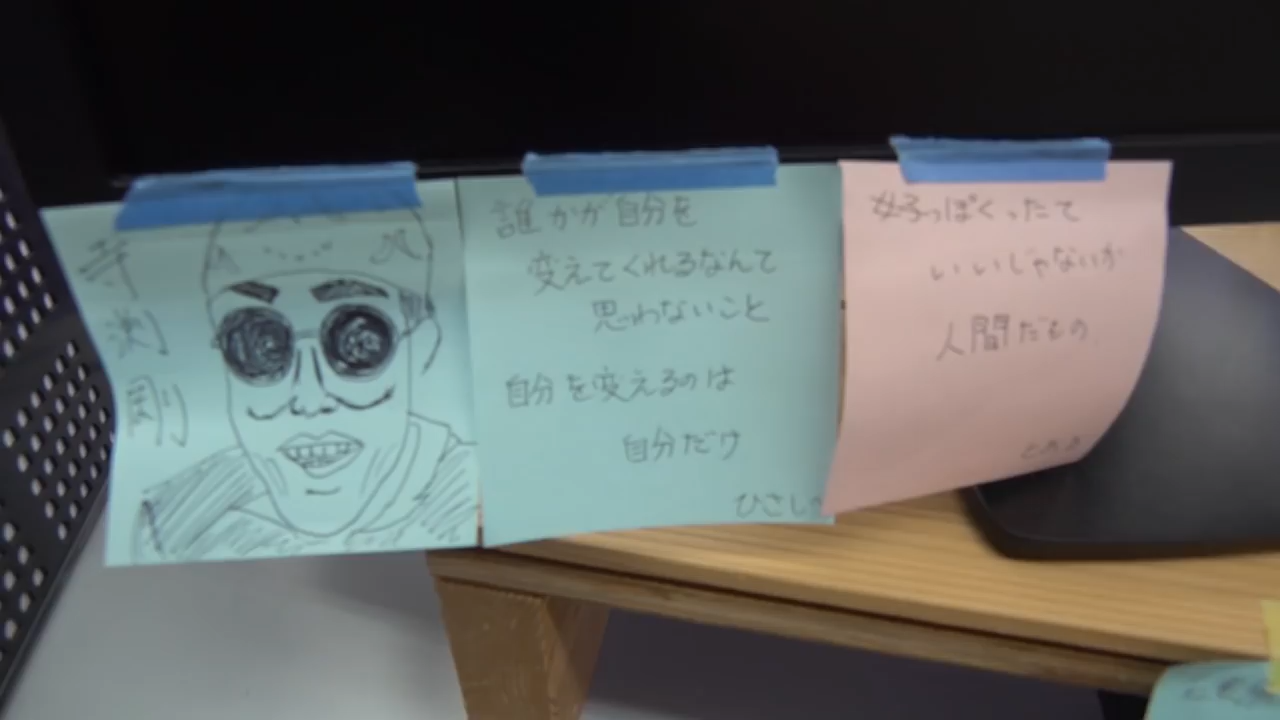 寺
渕
剛
誰かが自分を
変えてくれるなんて
思わないこと
自分を変えるのは
自分だけ
ひさし
女子っぽくったて
いいじゃないか
人間だもの